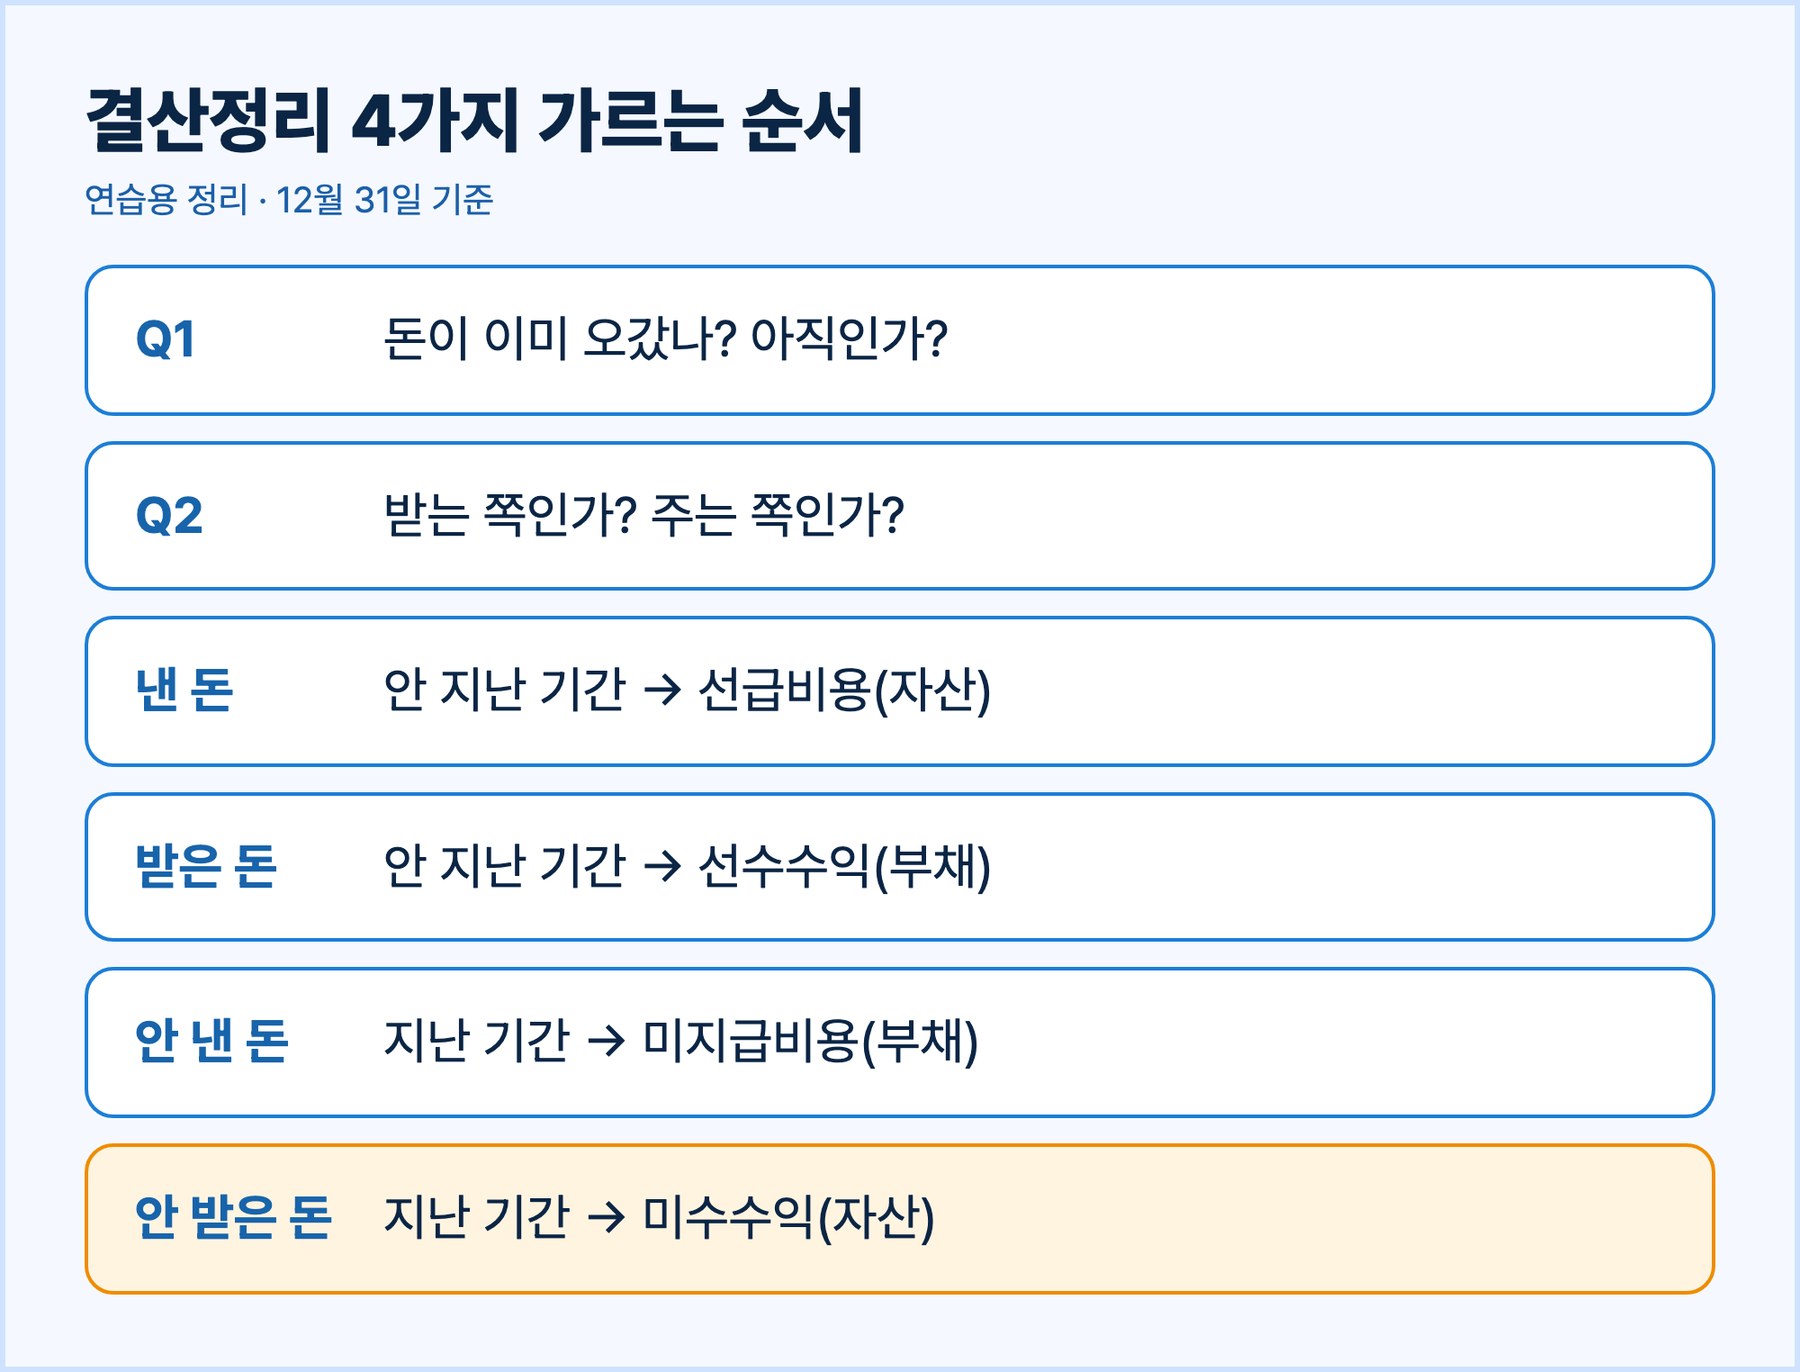 결산정리 4가지 가르는 순서
연습용 정리 · 12월 31일 기준
Q1 돈이 이미 오갔나? 아직인가?
Q2 받는 쪽인가? 주는 쪽인가?
낸 돈 안 지난 기간 → 선급비용(자산)
받은 돈 안 지난 기간 → 선수수익(부채)
안 낸 돈 지난 기간 → 미지급비용(부채)
안 받은 돈 지난 기간 → 미수수익(자산)